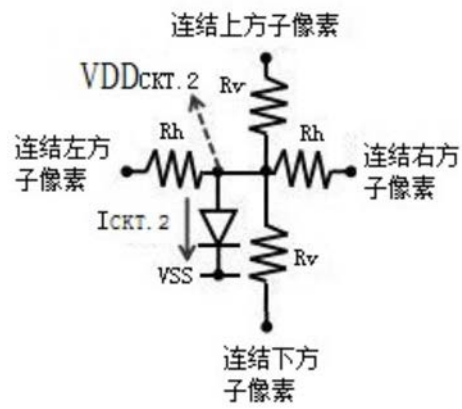 连结上方子像素
VDDCKT.2
Rv
Rh
Rh
连结左方
子像素
连结右方
子像素
ICKT.2
Rv
VSS
连结下方
子像素